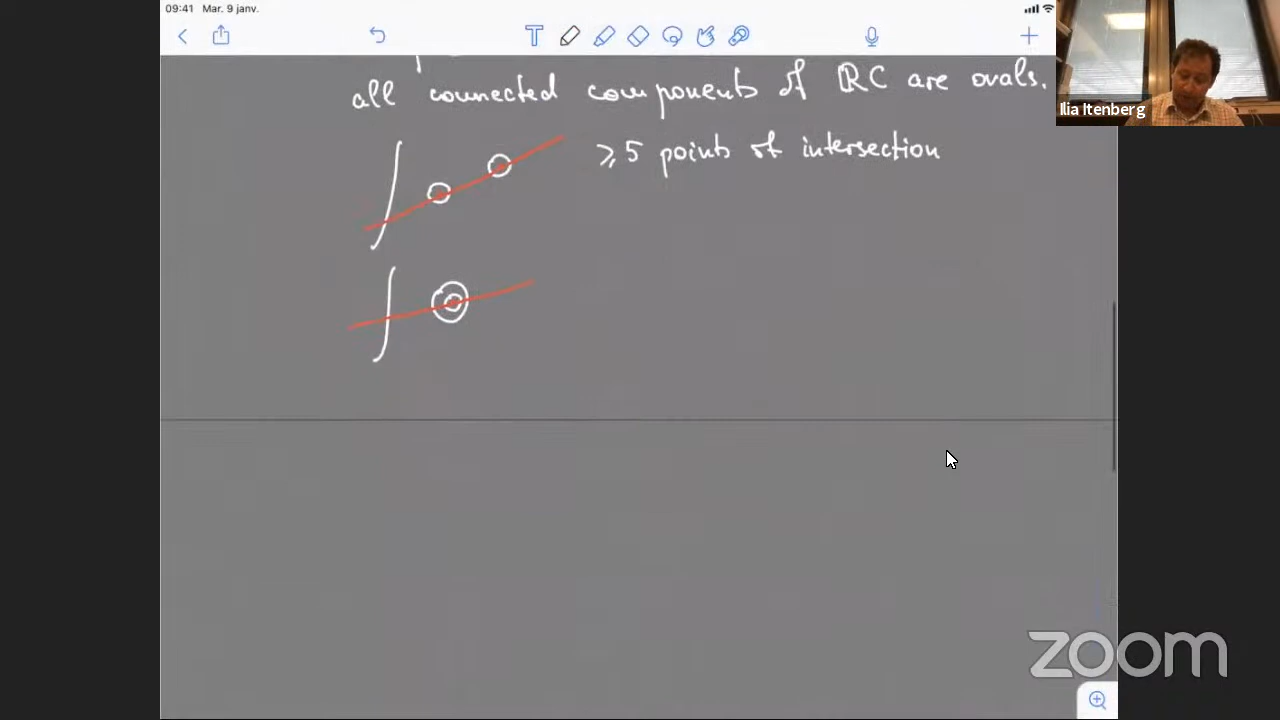 09:41 Mar. 9 janv.
all connected components of ℝC are ovals.
Ilia Itenberg
⩾5 points of intersection
zoom